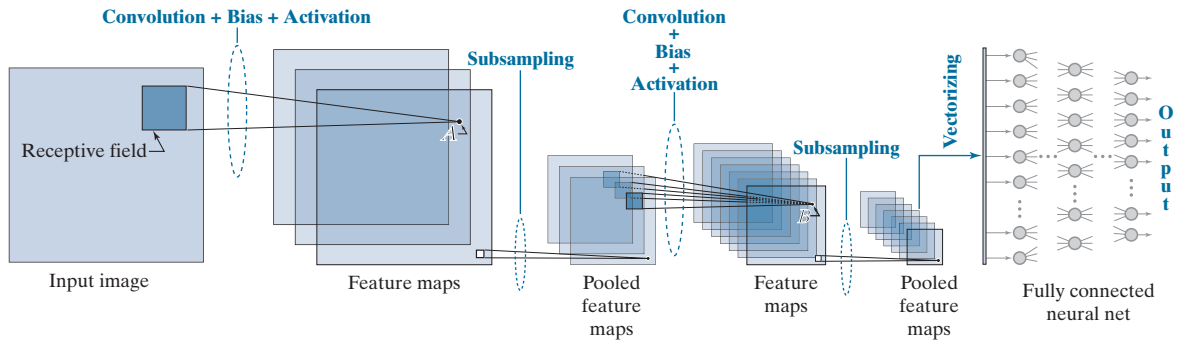 Convolution + Bias + Activation
Receptive field
Input image
A
Feature maps
Subsampling
Pooled
feature
maps
Convolution
+
Bias
+
Activation
B
Feature
maps
Subsampling
Pooled
feature
maps
Vectorizing
Fully connected
neural net
Output